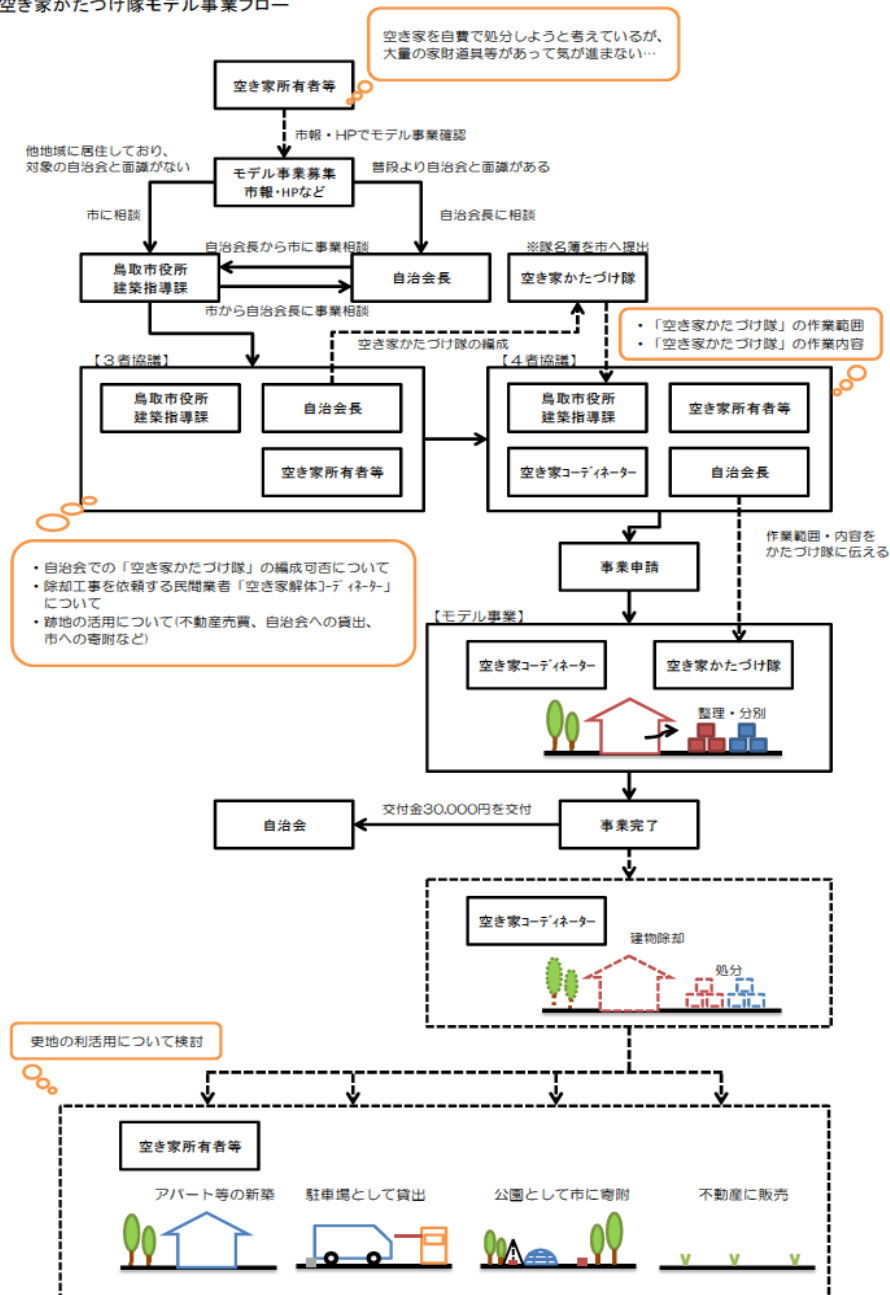 空き家かたづけ隊モデル事業フロー
空き家を自費で処分しようと考えているが、
大量の家財道具等があって気が進まない…
空き家所有者等
市報・HPでモデル事業確認
他地域に居住しており、
対象の自治会と面識がない
モデル事業募集
市報・HPなど
普段より自治会と面識がある
市に相談
自治会長に相談
自治会長から市に事業相談
※隊名簿を市へ提出
鳥取市役所
建築指導課
自治会長
空き家かたづけ隊
市から自治会長に事業相談
・「空き家かたづけ隊」の作業範囲
・「空き家かたづけ隊」の作業内容
空き家かたづけ隊の編成
【3者協議】
【4者協議】
鳥取市役所
建築指導課
自治会長
空き家所有者等
鳥取市役所
建築指導課
空き家所有者等
空き家コーディネーター
自治会長
作業範囲・内容を
かたづけ隊に伝える
・自治会での「空き家かたづけ隊」の編成可否について
・除却工事を依頼する民間業者「空き家解体コーディネーター」
について
・跡地の活用について(不動産売買、自治会への貸出、
市への寄附など)
事業申請
【モデル事業】
空き家コーディネーター
空き家かたづけ隊
整理・分別
自治会
交付金30,000円を交付
事業完了
空き家コーディネーター
建物除却
処分
更地の利活用について検討
空き家所有者等
アパート等の新築
駐車場として貸出
公園として市に寄附
不動産に販売